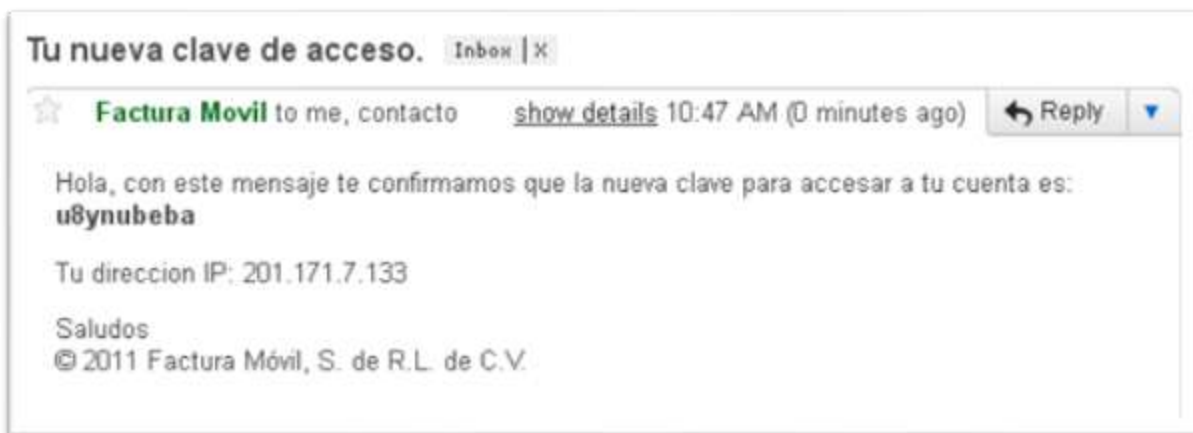 Tu nueva clave de acceso. Inbox | X
Factura Movil to me, contacto show details 10:47 AM (0 minutes ago) Reply
Hola, con este mensaje te confirmamos que la nueva clave para accesar a tu cuenta es:
u8ynubeba
Tu direccion IP: 201.171.7.133
Saludos
© 2011 Factura Móvil, S. de R.L. de C.V.